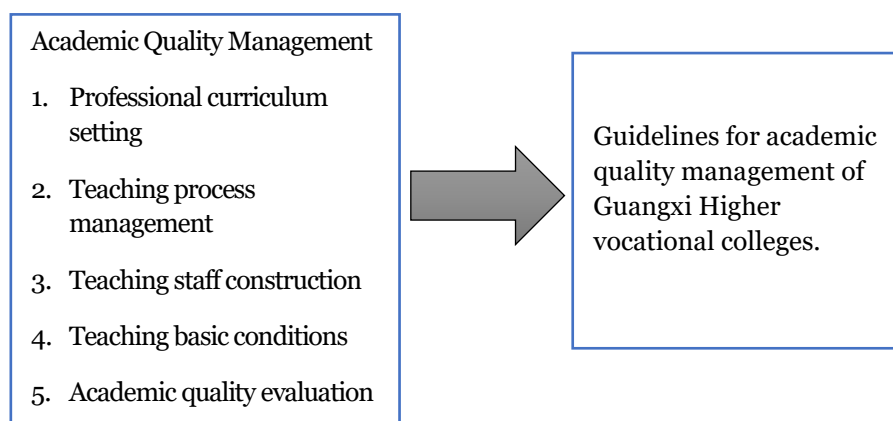 Academic Quality Management
1. Professional curriculum
setting
2. Teaching process
management
3. Teaching staff construction
4. Teaching basic conditions
5. Academic quality evaluation
Guidelines for academic
quality management of
Guangxi Higher
vocational colleges.